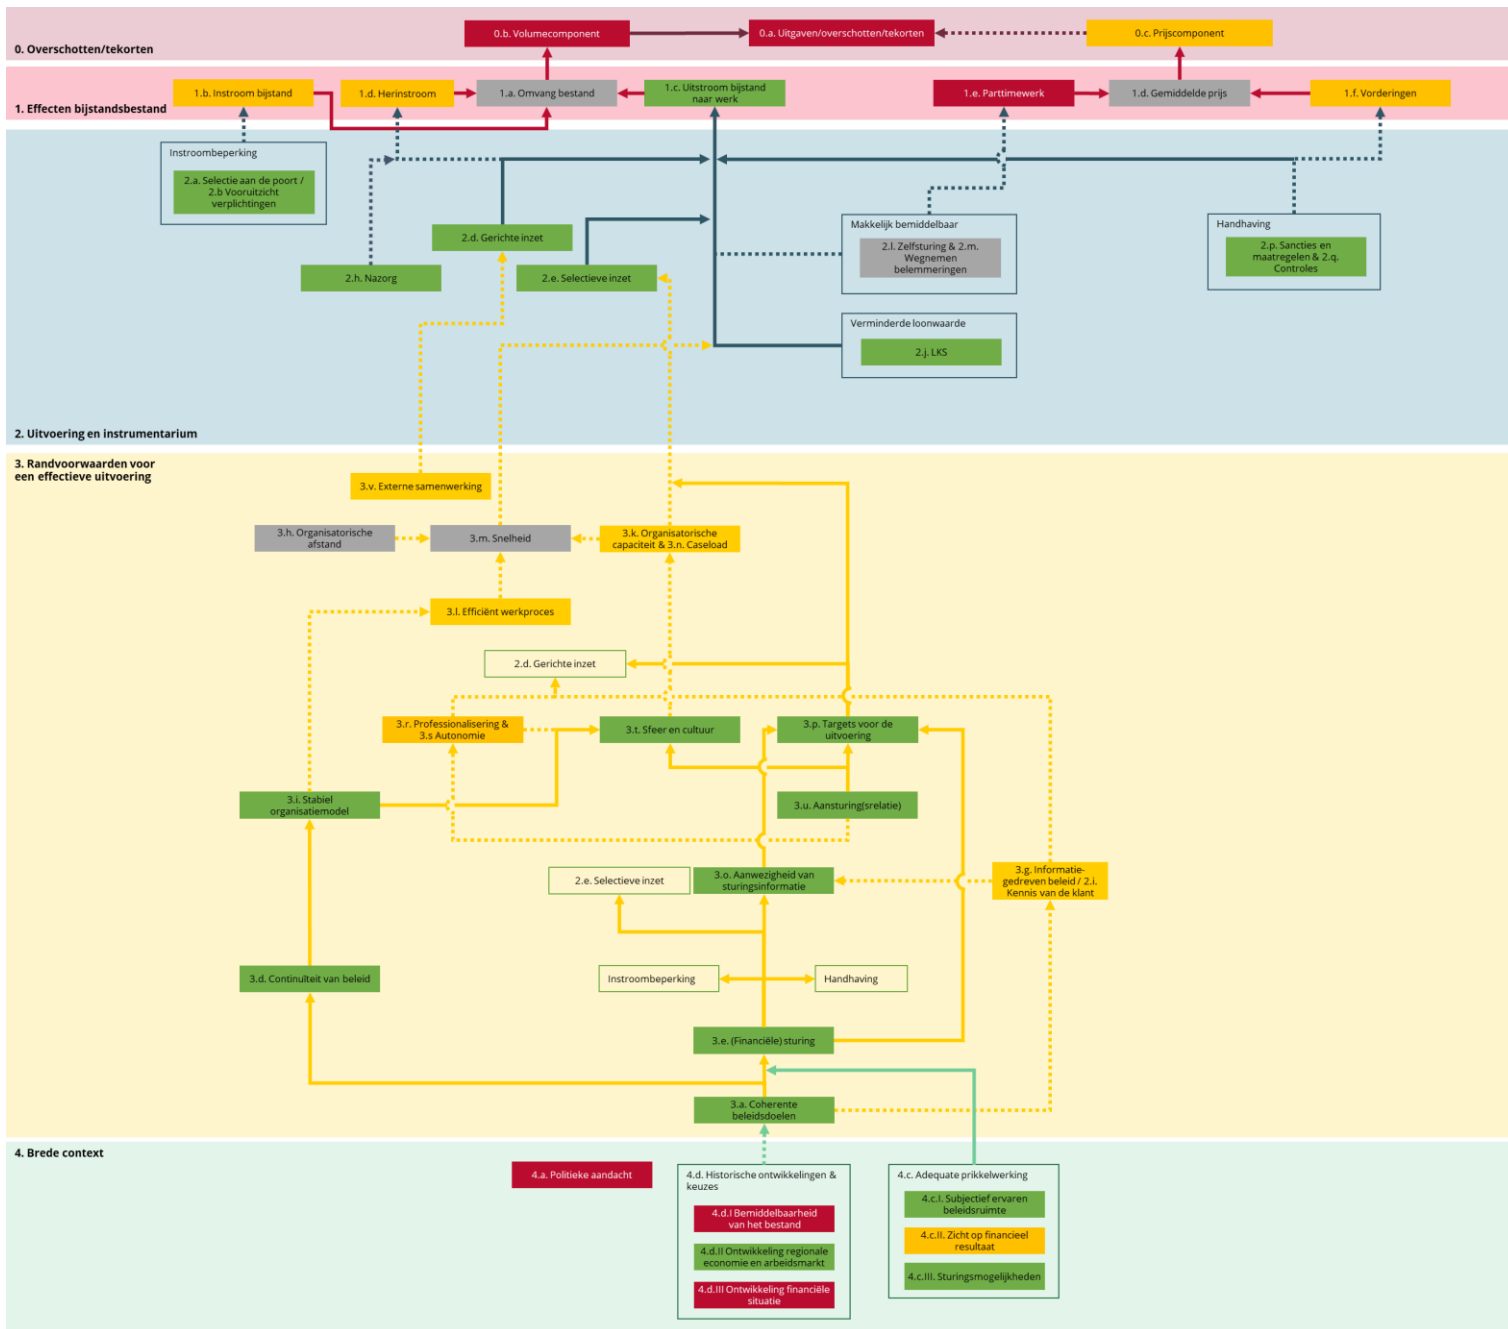 0. Overschotten/tekorten
0.b. Volumecomponent
0.a. Uitgaven/overschotten/tekorten
0.c. Prijscomponent
1. Effecten bijstandsbestand
1.b. Instroom bijstand
1.d. Herinstroom
1.a. Omvang bestand
1.c. Uitstroom bijstand
naar werk
1.e. Parttimewerk
1.d. Gemiddelde prijs
1.f. Vorderingen
Instroombeperking
2.a. Selectie aan de poort /
2.b Vooruitzicht
verplichtingen
2.d. Gerichte inzet
2.h. Nazorg
2.e. Selectieve inzet
Makkelijk bemiddelbaar
2.l. Zelfsturing & 2.m.
Wegnemen
belemmeringen
Handhaving
2.p. Sancties en
maatregelen & 2.q.
Controles
Verminderde loonwaarde
2.j. LKS
2. Uitvoering en instrumentarium
3. Randvoorwaarden voor
een effectieve uitvoering
3.v. Externe samenwerking
3.h. Organisatorische
afstand
3.m. Snelheid
3.k. Organisatorische
capaciteit & 3.n. Caseload
3.l. Efficiënt werkproces
2.d. Gerichte inzet
3.r. Professionalisering &
3.s Autonomie
3.t. Sfeer en cultuur
3.p. Targets voor de
uitvoering
3.i. Stabiel
organisatiemodel
3.u. Aansturing(srelatie)
2.e. Selectieve inzet
3.o. Aanwezigheid van
sturingsinformatie
3.g. Informatie-
gedreven beleid / 2.i.
Kennis van de klant
3.d. Continuïteit van beleid
Instroombeperking
Handhaving
3.e. (Financiële) sturing
3.a. Coherente
beleidsdoelen
4. Brede context
4.a. Politieke aandacht
4.d. Historische ontwikkelingen &
keuzes
4.d.I Bemiddelbaarheid
van het bestand
4.d.II Ontwikkeling regionale
economie en arbeidsmarkt
4.d.III Ontwikkeling financiële
situatie
4.c. Adequate prikkelwerking
4.c.I. Subjectief ervaren
beleidsruimte
4.c.II. Zicht op financieel
resultaat
4.c.III. Sturingsmogelijkheden